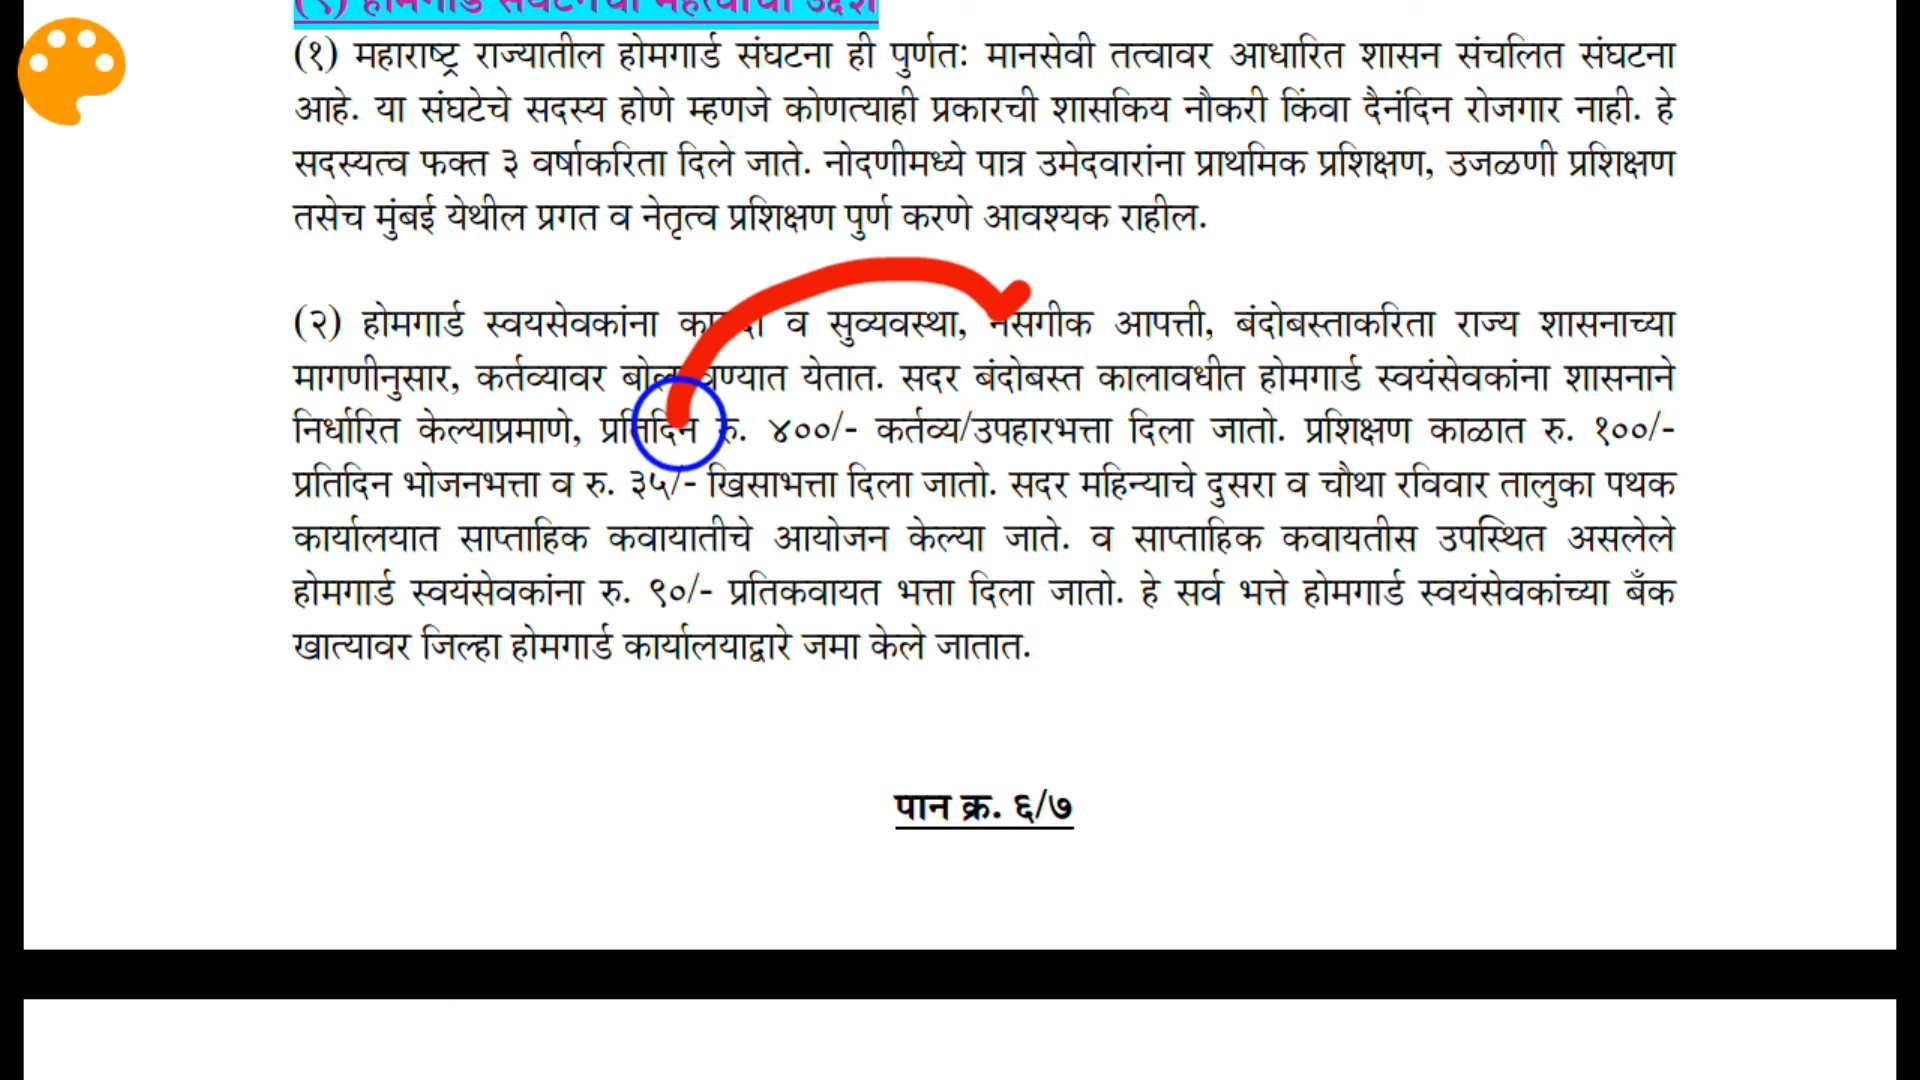 (१) महाराष्ट्र राज्यातील होमगार्ड संघटना ही पुर्णत: मानसेवी तत्वावर आधारित शासन संचलित संघटना
आहे. या संघटेचे सदस्य होणे म्हणजे कोणत्याही प्रकारची शासकिय नौकरी किंवा दैनंदिन रोजगार नाही. हे
सदस्यत्व फक्त ३ वर्षाकरिता दिले जाते. नोदणीमध्ये पात्र उमेदवारांना प्राथमिक प्रशिक्षण, उजळणी प्रशिक्षण
तसेच मुंबई येथील प्रगत व नेतृत्व प्रशिक्षण पुर्ण करणे आवश्यक राहील.
(२) होमगार्ड स्वयसेवकांना व सुव्यवस्था, आपत्ती, बंदोबस्ताकरिता राज्य शासनाच्या
मागणीनुसार, कर्तव्यावर येतात. सदर बंदोबस्त कालावधीत होमगार्ड स्वयंसेवकांना शासनाने
निर्धारित केल्याप्रमाणे, प्रतिदिन रु. ४००/- कर्तव्य/उपहारभत्ता दिला जातो. प्रशिक्षण काळात रु. १००/-
प्रतिदिन भोजनभत्ता व रु. ३५/- खिसाभत्ता दिला जातो. सदर महिन्याचे दुसरा व चौथा रविवार तालुका पथक
कार्यालयात साप्ताहिक कवायातीचे आयोजन केल्या जाते. व साप्ताहिक कवायतीस उपस्थित असलेले
होमगार्ड स्वयंसेवकांना रु. ९०/- प्रतिकवायत भत्ता दिला जातो. हे सर्व भत्ते होमगार्ड स्वयंसेवकांच्या बँक
खात्यावर जिल्हा होमगार्ड कार्यालयाद्वारे जमा केले जातात.
पान क्र. ६/७